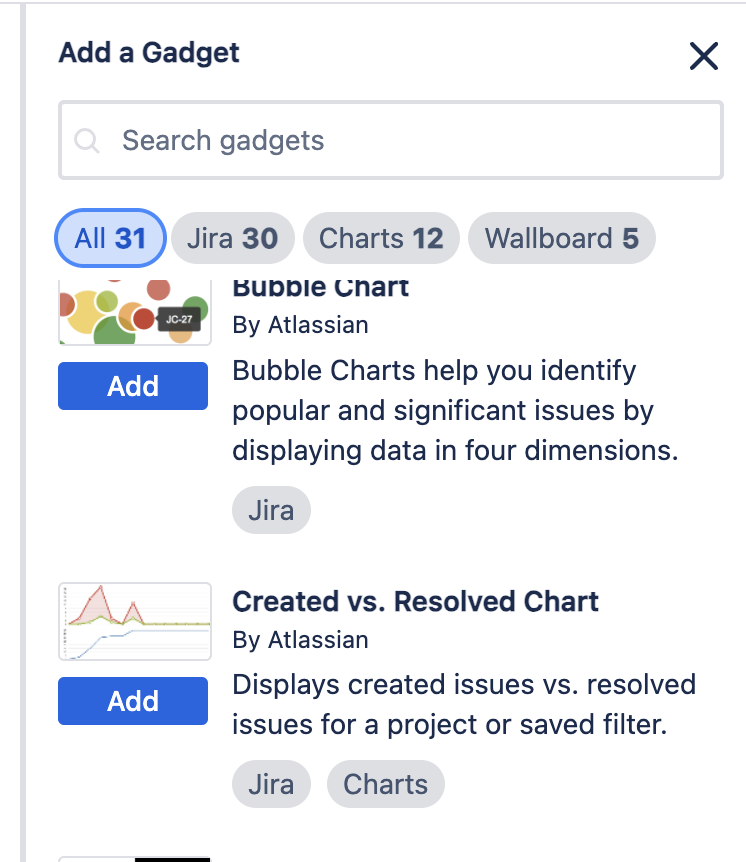 Add a Gadget
Search gadgets
All 31 Jira 30 Charts 12 Wallboard 5
Bubble Chart
By Atlassian
JC-27
Add
Bubble Charts help you identify
popular and significant issues by
displaying data in four dimensions.
Jira
Created vs. Resolved Chart
By Atlassian
Add
Displays created issues vs. resolved
issues for a project or saved filter.
Jira Charts